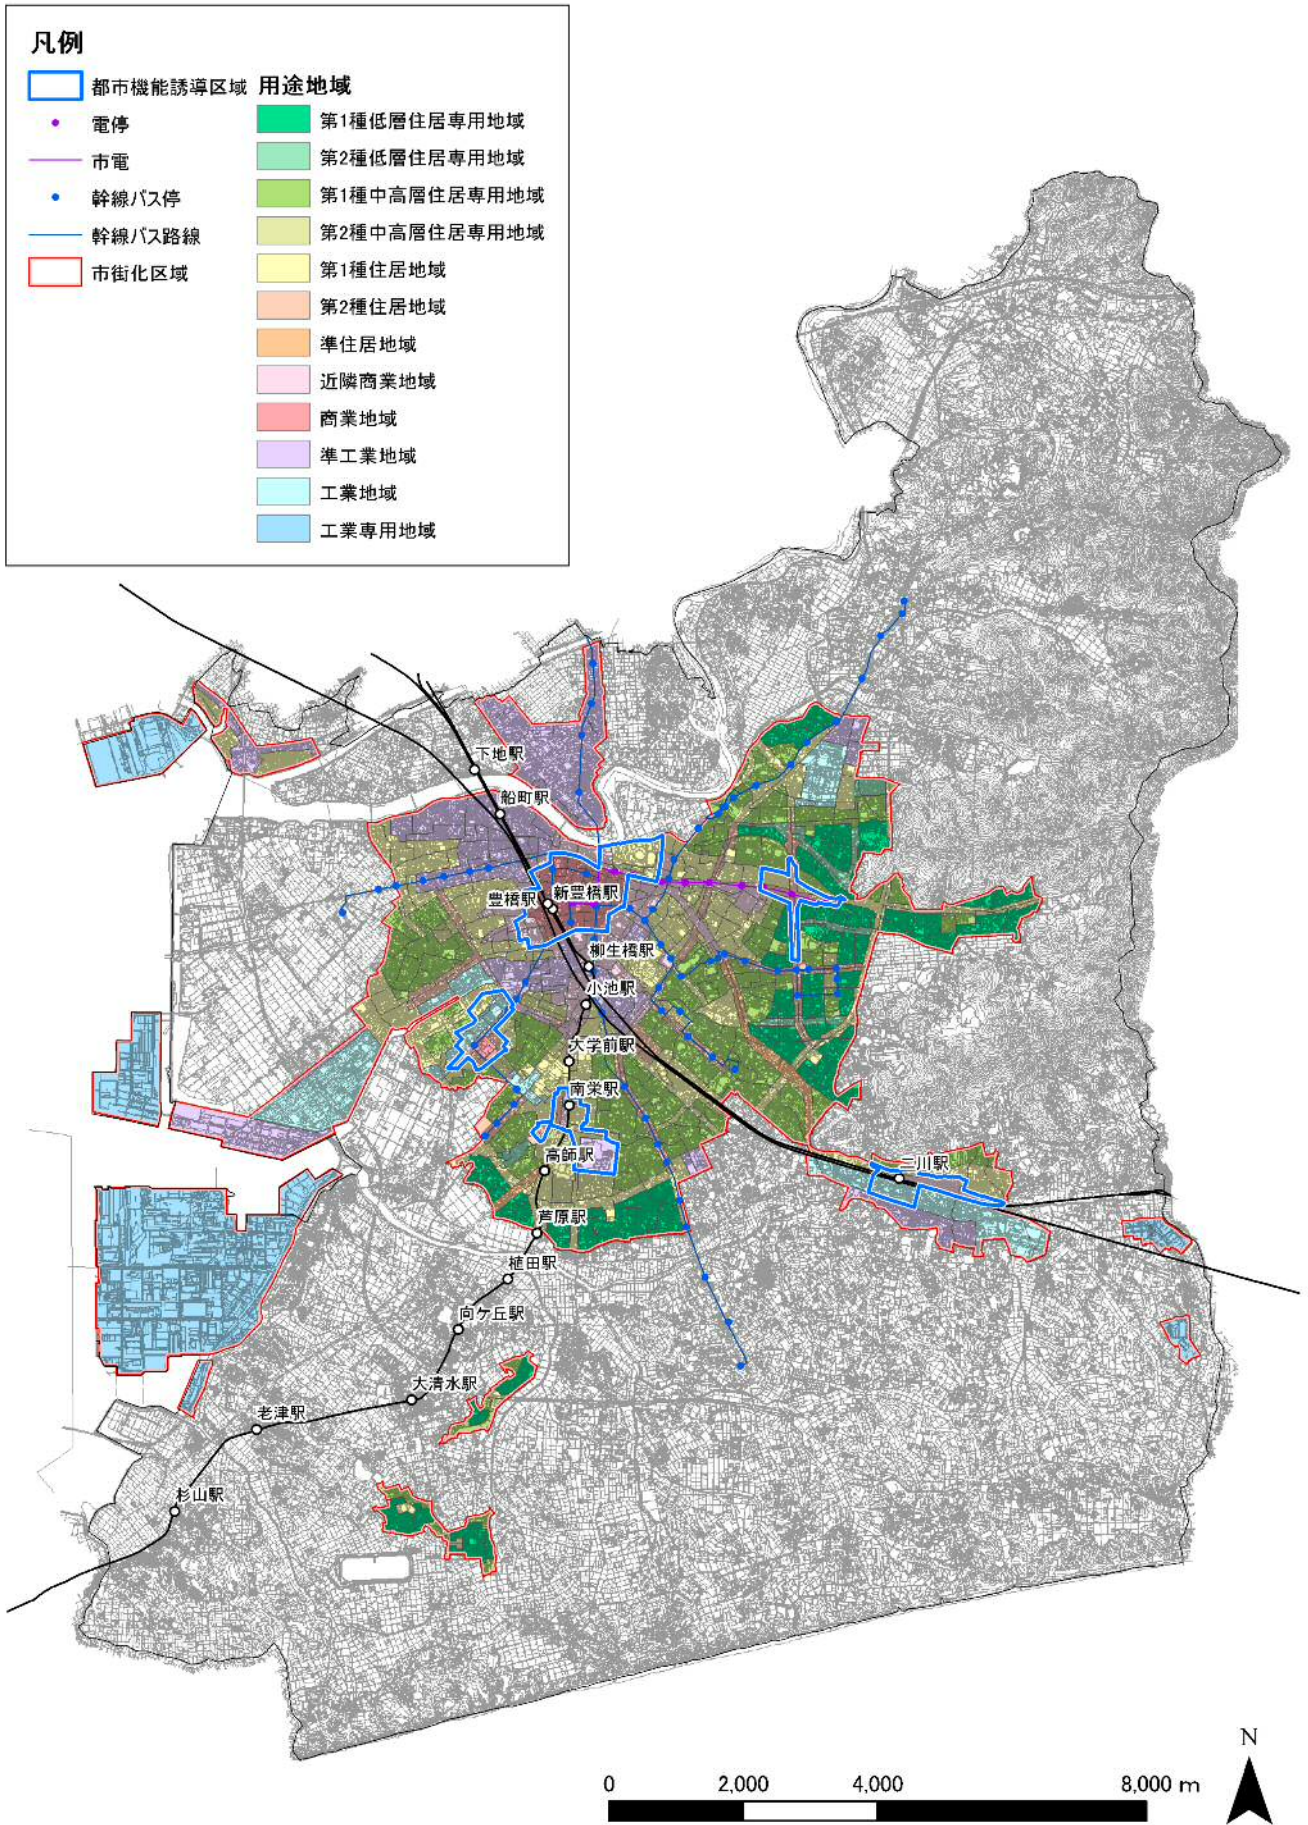 凡例
都市機能誘導区域
電停
市電
幹線バス停
幹線バス路線
市街化区域
用途地域
第1種低層住居専用地域
第2種低層住居専用地域
第1種中高層住居専用地域
第2種中高層住居専用地域
第1種住居地域
第2種住居地域
準住居地域
近隣商業地域
商業地域
準工業地域
工業地域
工業専用地域
下地駅
船町駅
豊橋駅
新豊橋駅
柳生橋駅
小池駅
大学前駅
南栄駅
高師駅
二川駅
芦原駅
植田駅
向ケ丘駅
大清水駅
老津駅
杉山駅
N
0 2,000 4,000 8,000 m